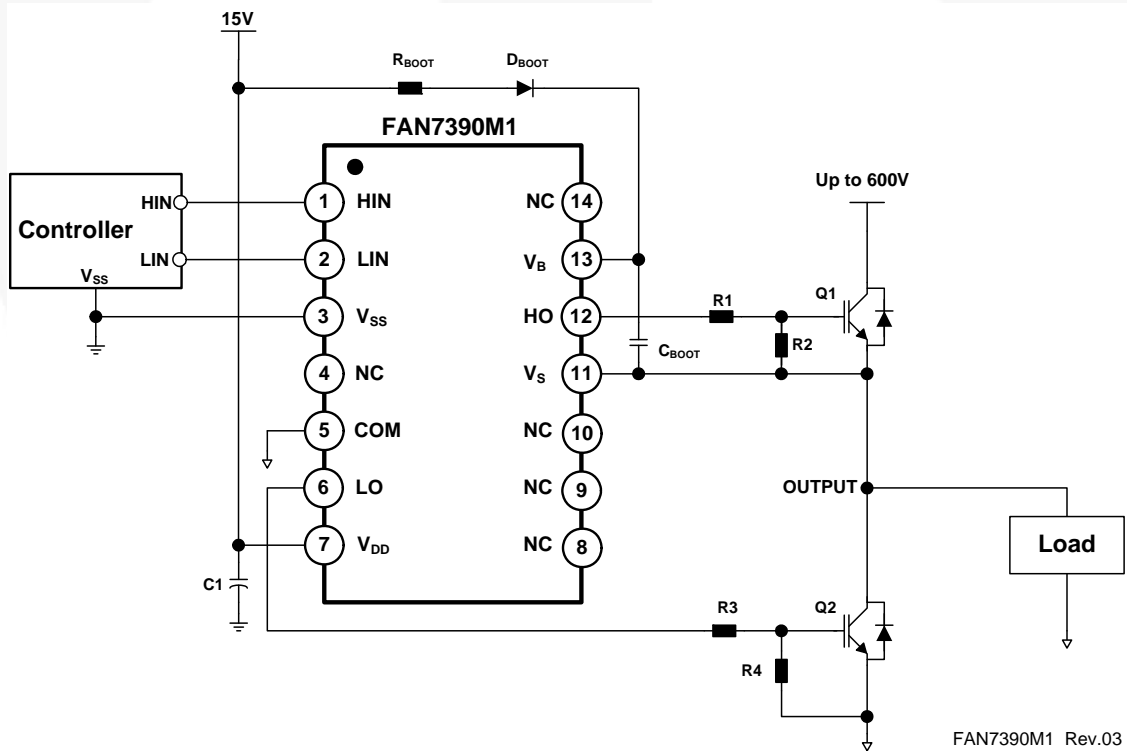 15V
RBOOT
DBOOT
FAN7390M1
Up to 600V
Controller
HIN
LIN
VSS
1 HIN
2 LIN
3 VSS
4 NC
5 COM
6 LO
7 VDD
NC 14
VB 13
HO 12
VS 11
NC 10
NC 9
NC 8
CBOOT
R1
R2
Q1
OUTPUT
Load
C1
R3
R4
Q2
FAN7390M1 Rev.03